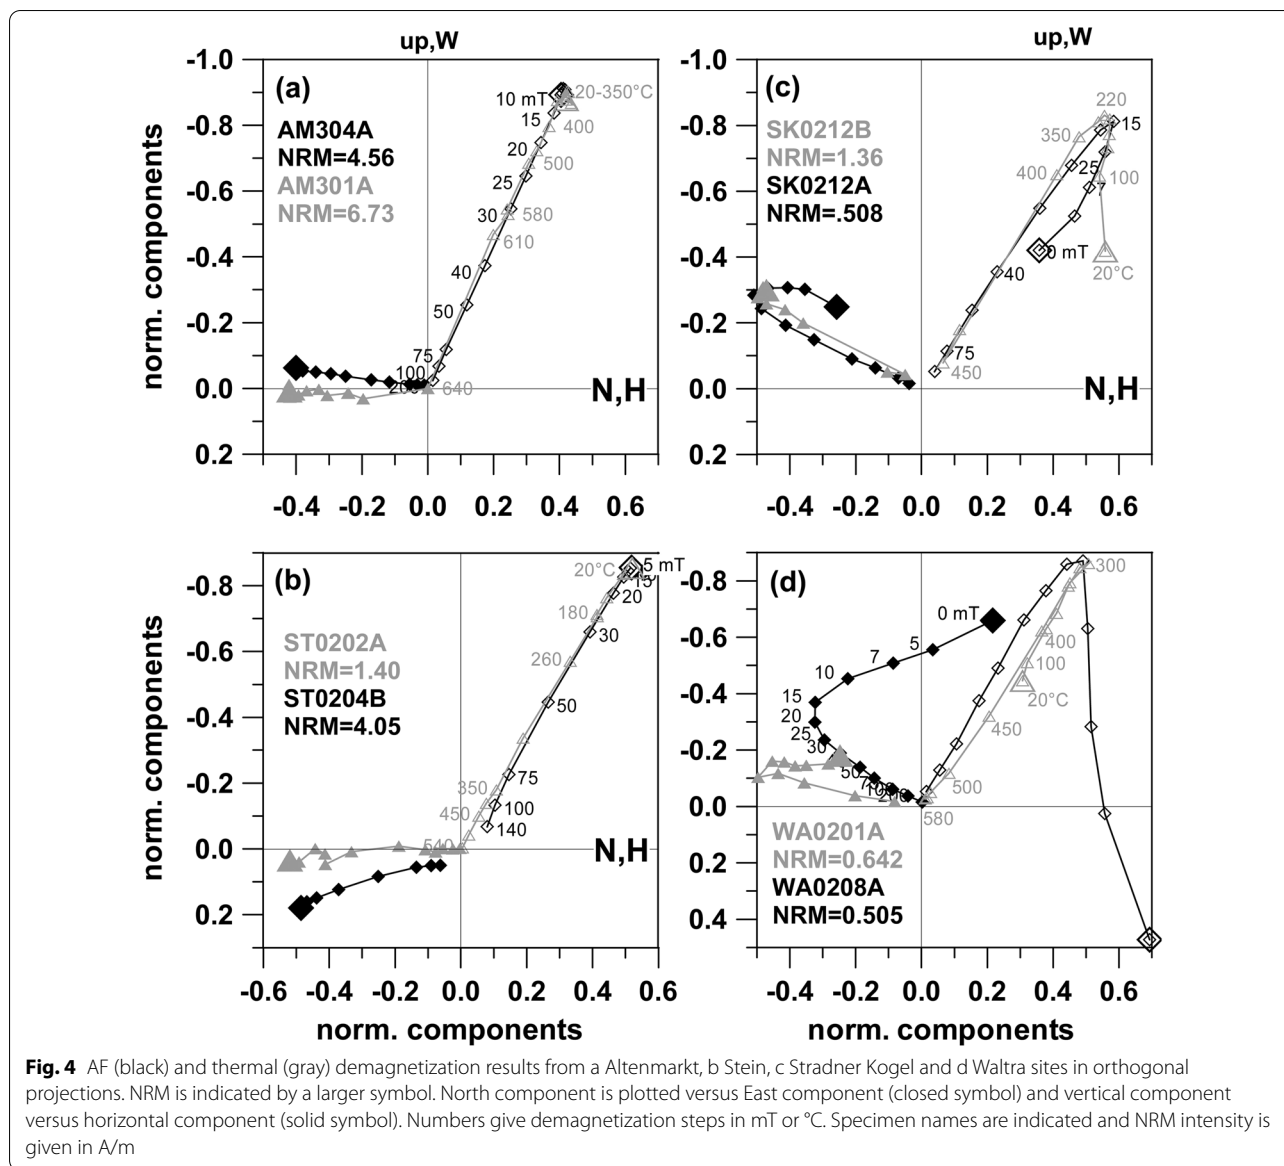 up,W
up,W
(a)
-1.0
-0.8
-0.6
-0.4
-0.2
0.0
0.2
norm. components
AM304A
NRM=4.56
AM301A
NRM=6.73
20-350°C
10 mT
15
400
20
500
25
30
580
610
40
50
75
100
200
640
N,H
-0.4 -0.2 0.0 0.2 0.4 0.6
(c)
-1.0
-0.8
-0.6
-0.4
-0.2
0.0
0.2
SK0212B
NRM=1.36
SK0212A
NRM=.508
220
15
350
400
25
100
7
0 mT
20°C
40
75
450
N,H
-0.4 -0.2 0.0 0.2 0.4 0.6
(b)
-0.8
-0.6
-0.4
-0.2
0.0
0.2
norm. components
ST0202A
NRM=1.40
ST0204B
NRM=4.05
20°C
5 mT
15
20
180
30
260
50
75
350
100
450
140
540
N,H
-0.6 -0.4 -0.2 0.0 0.2 0.4 0.6
norm. components
(d)
-0.8
-0.6
-0.4
-0.2
0.0
0.2
0.4
0 mT
5
7
10
15
20
25
30
50
300
400
100
20°C
450
500
580
WA0201A
NRM=0.642
WA0208A
NRM=0.505
-0.4 -0.2 0.0 0.2 0.4 0.6
norm. components
Fig. 4 AF (black) and thermal (gray) demagnetization results from a Altenmarkt, b Stein, c Stradner Kogel and d Waltra sites in orthogonal
projections. NRM is indicated by a larger symbol. North component is plotted versus East component (closed symbol) and vertical component
versus horizontal component (solid symbol). Numbers give demagnetization steps in mT or °C. Specimen names are indicated and NRM intensity is
given in A/m